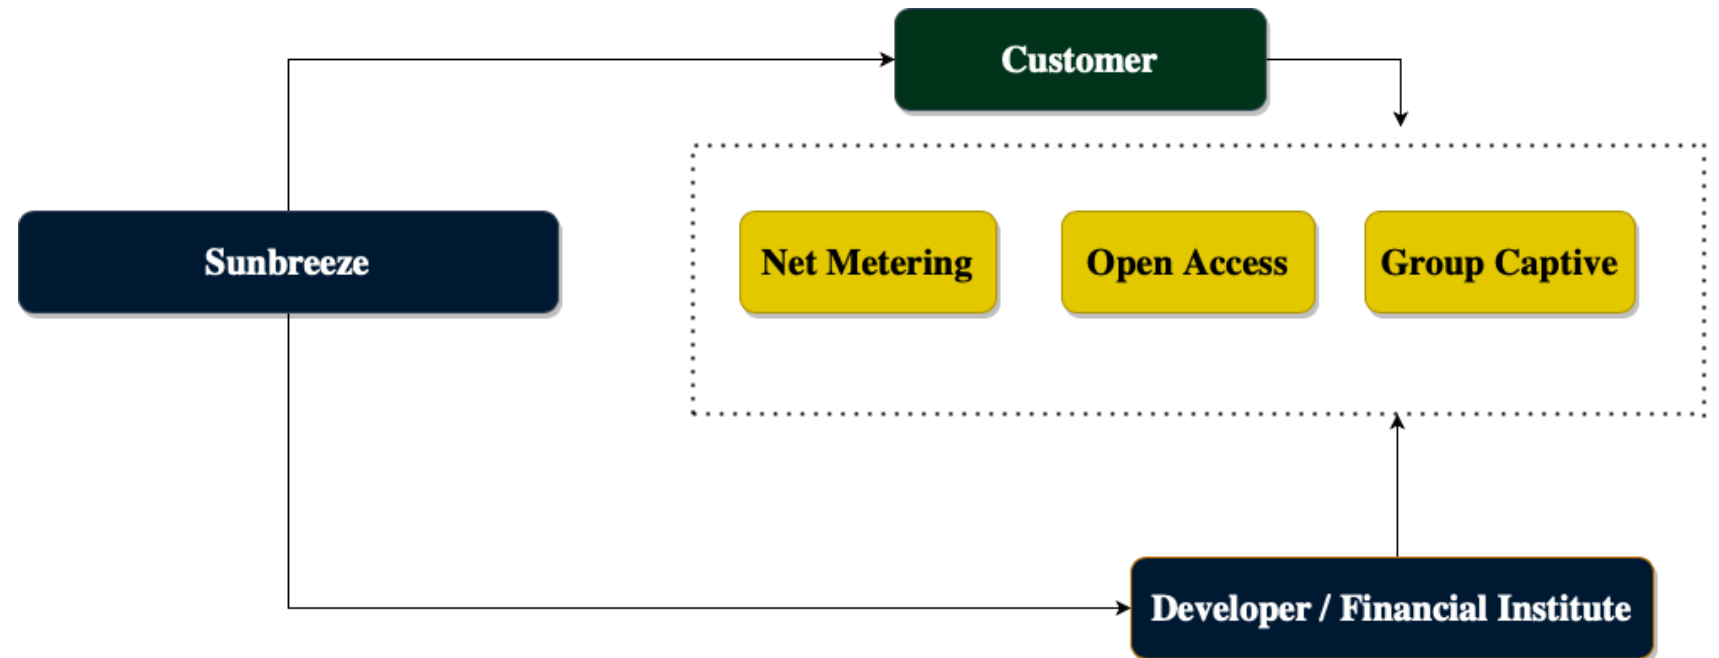 Customer
Sunbreeze
Net Metering
Open Access
Group Captive
Developer / Financial Institute